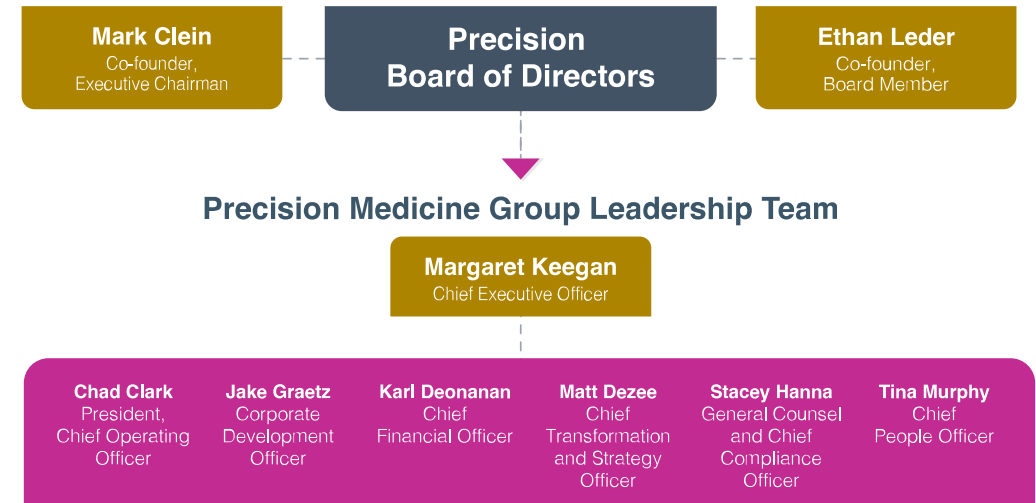 Mark Clein
Co-founder,
Executive Chairman
Precision
Board of Directors
Ethan Leder
Co-founder,
Board Member
Precision Medicine Group Leadership Team
Margaret Keegan
Chief Executive Officer
Chad Clark
President,
Chief Operating
Officer
Jake Graetz
Corporate
Development
Officer
Karl Deonanan
Chief
Financial Officer
Matt Dezee
Chief
Transformation
and Strategy
Officer
Stacey Hanna
General Counsel
and Chief
Compliance
Officer
Tina Murphy
Chief
People Officer